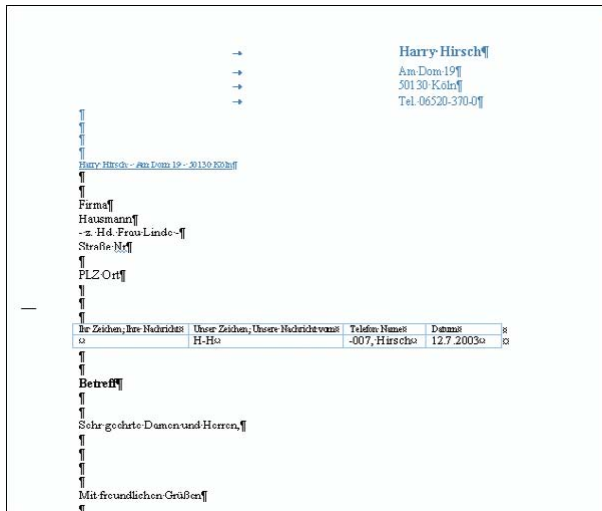 Harry Hirsch
Am Dom 19
50130 Köln
Tel. 06520-370-0
Harry Hirsch - Am Dom 19 - 50130 Köln
Firma
Hausmann
- z. Hd. Frau Linde -
Straße Nr
PLZ Ort
Ihr Zeichen; Ihre Nachricht Unser Zeichen; Unsere Nachricht vom Telefon Name Datum
H-H -007, Hirsch 12.7.2003
Betreff
Sehr geehrte Damen und Herren,
Mit freundlichen Grüßen